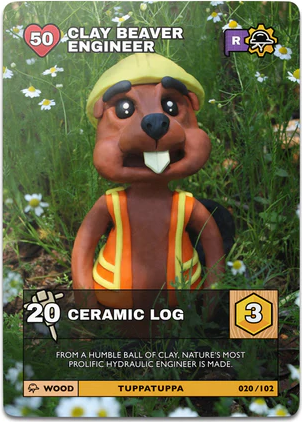 50
CLAY BEAVER
ENGINEER
R
20 CERAMIC LOG 3
FROM A HUMBLE BALL OF CLAY, NATURE'S MOST
PROLIFIC HYDRAULIC ENGINEER IS MADE.
WOOD TUPPATUPPA 020/102